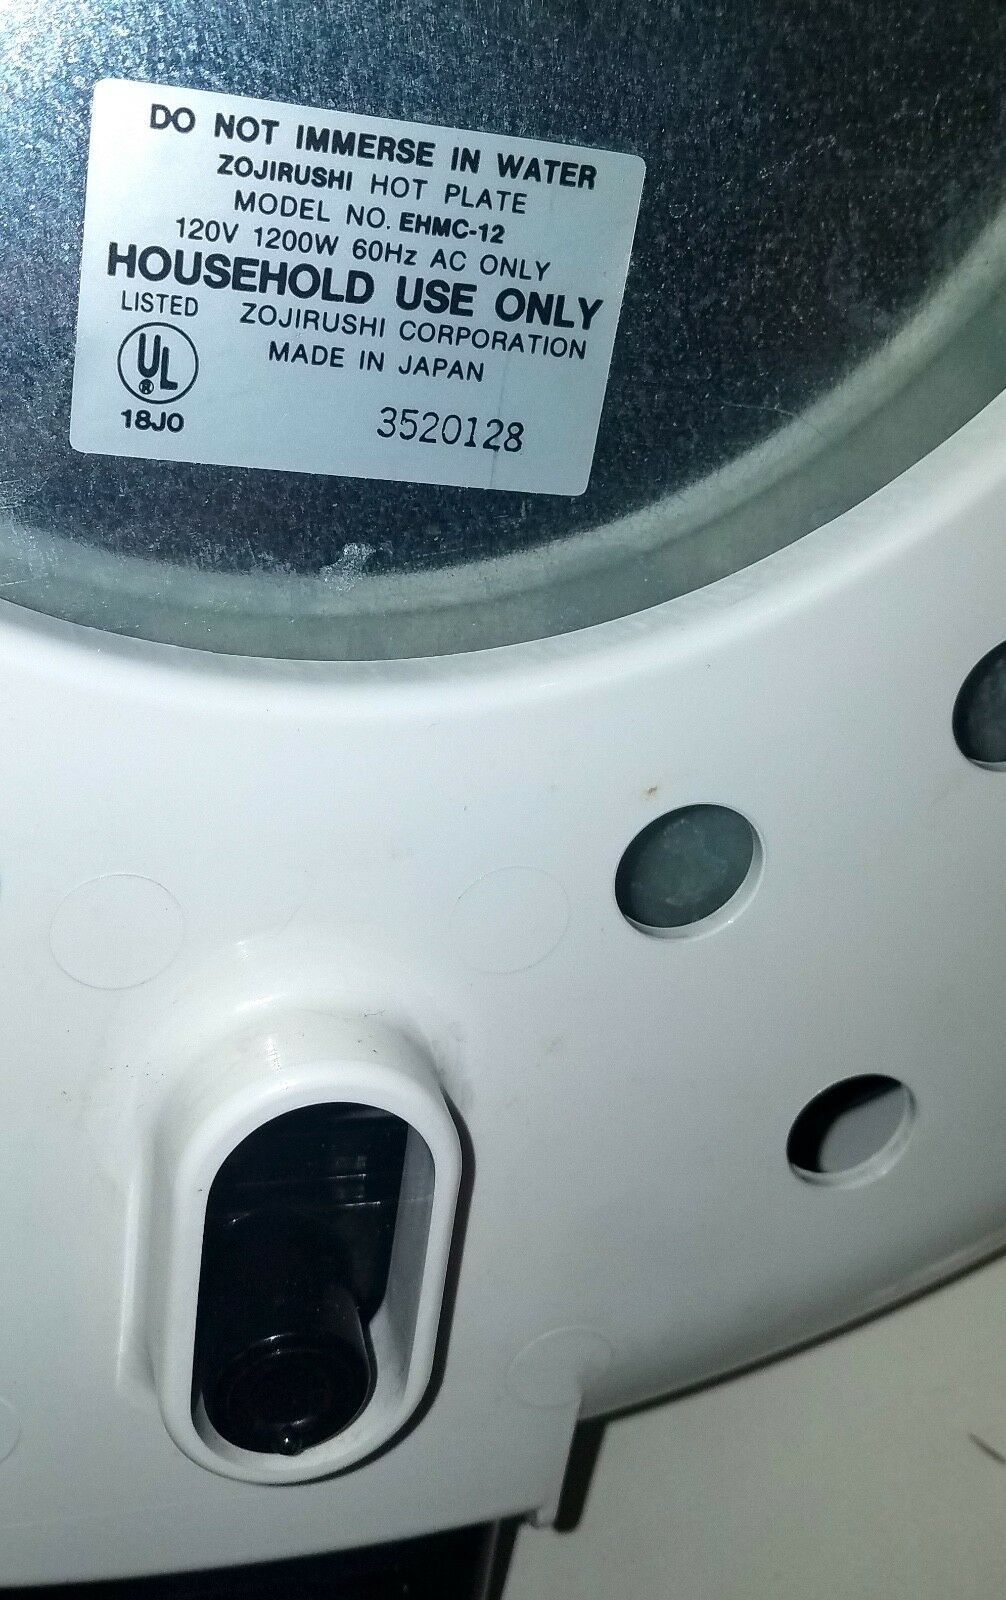 DO NOT IMMERSE IN WATER
ZOJIRUSHI HOT PLATE
MODEL NO. EHMC-12
120V 1200W 60Hz AC ONLY
HOUSEHOLD USE ONLY
LISTED
ZOJIRUSHI CORPORATION
MADE IN JAPAN
UL
®
18J0
3520128